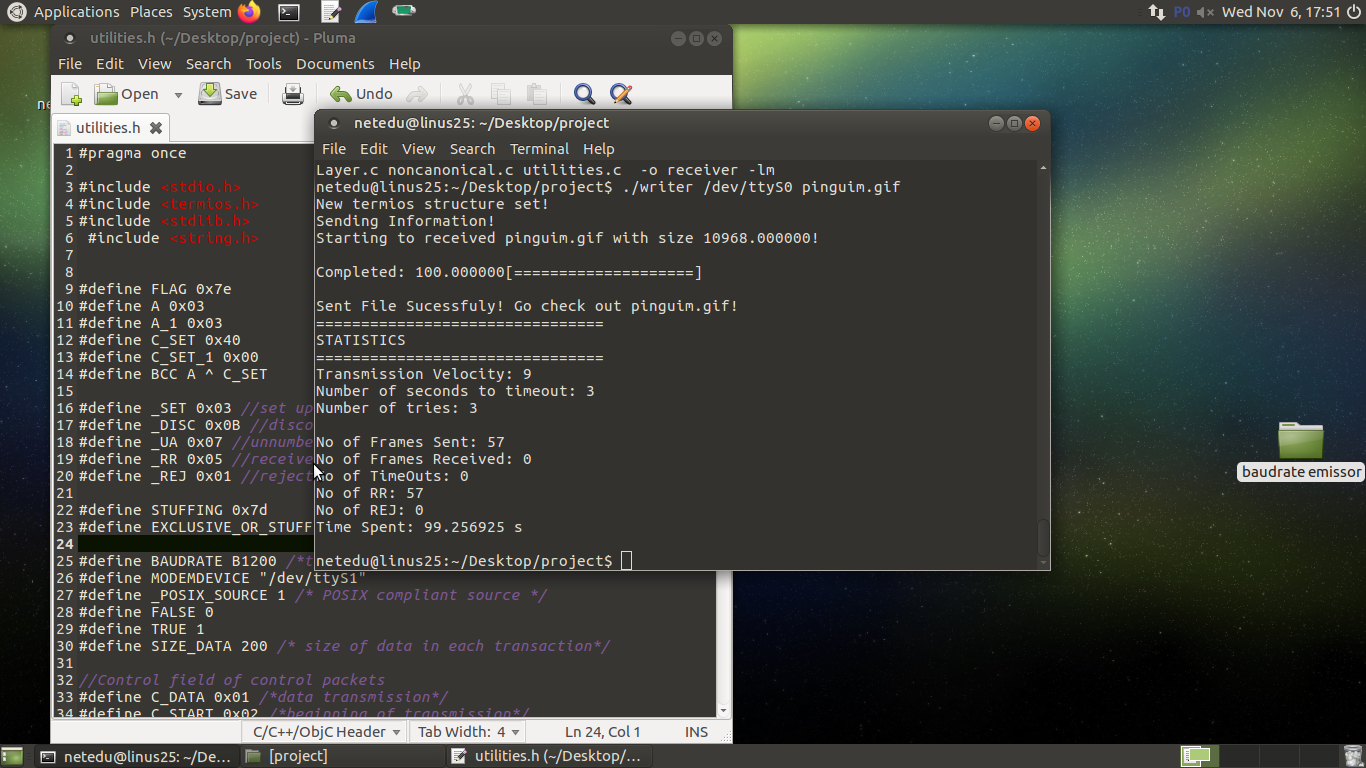 Applications Places System
P0 Wed Nov 6, 17:51
utilities.h (~/Desktop/project) - Pluma
File Edit View Search Tools Documents Help
Open Save Undo
ne
utilities.h
1 #pragma once
2
3 #include <stdio.h>
4 #include <termios.h>
5 #include <stdlib.h>
6 #include <string.h>
7
8
9 #define FLAG 0x7e
10 #define A 0x03
11 #define A_1 0x03
12 #define C_SET 0x40
13 #define C_SET_1 0x00
14 #define BCC A ^ C_SET
15
16 #define _SET 0x03 //set up
17 #define _DISC 0x0B //disco
18 #define _UA 0x07 //unnumbe
19 #define _RR 0x05 //receive
20 #define _REJ 0x01 //reject
21
22 #define STUFFING 0x7d
23 #define EXCLUSIVE_OR_STUFF
24
25 #define BAUDRATE B1200 /*t
26 #define MODEMDEVICE "/dev/ttyS1"
27 #define _POSIX_SOURCE 1 /* POSIX compliant source */
28 #define FALSE 0
29 #define TRUE 1
30 #define SIZE_DATA 200 /* size of data in each transaction*/
31
32 //Control field of control packets
33 #define C_DATA 0x01 /*data transmission*/
34 #define C_START 0x02 /*beginning of transmission*/
C/C++/ObjC Header Tab Width: 4 Ln 24, Col 1 INS
netedu@linus25: ~/Desktop/project
File Edit View Search Terminal Help
Layer.c noncanonical.c utilities.c  -o receiver -lm
netedu@linus25:~/Desktop/project$ ./writer /dev/ttyS0 pinguim.gif
New termios structure set!
Sending Information!
Starting to received pinguim.gif with size 10968.000000!
Completed: 100.000000[====================]
Sent File Sucessfuly! Go check out pinguim.gif!
================================
STATISTICS
================================
Transmission Velocity: 9
Number of seconds to timeout: 3
Number of tries: 3
No of Frames Sent: 57
No of Frames Received: 0
No of TimeOuts: 0
No of RR: 57
No of REJ: 0
Time Spent: 99.256925 s
netedu@linus25:~/Desktop/project$
baudrate emissor
netedu@linus25: ~/De... [project] utilities.h (~/Desktop/...